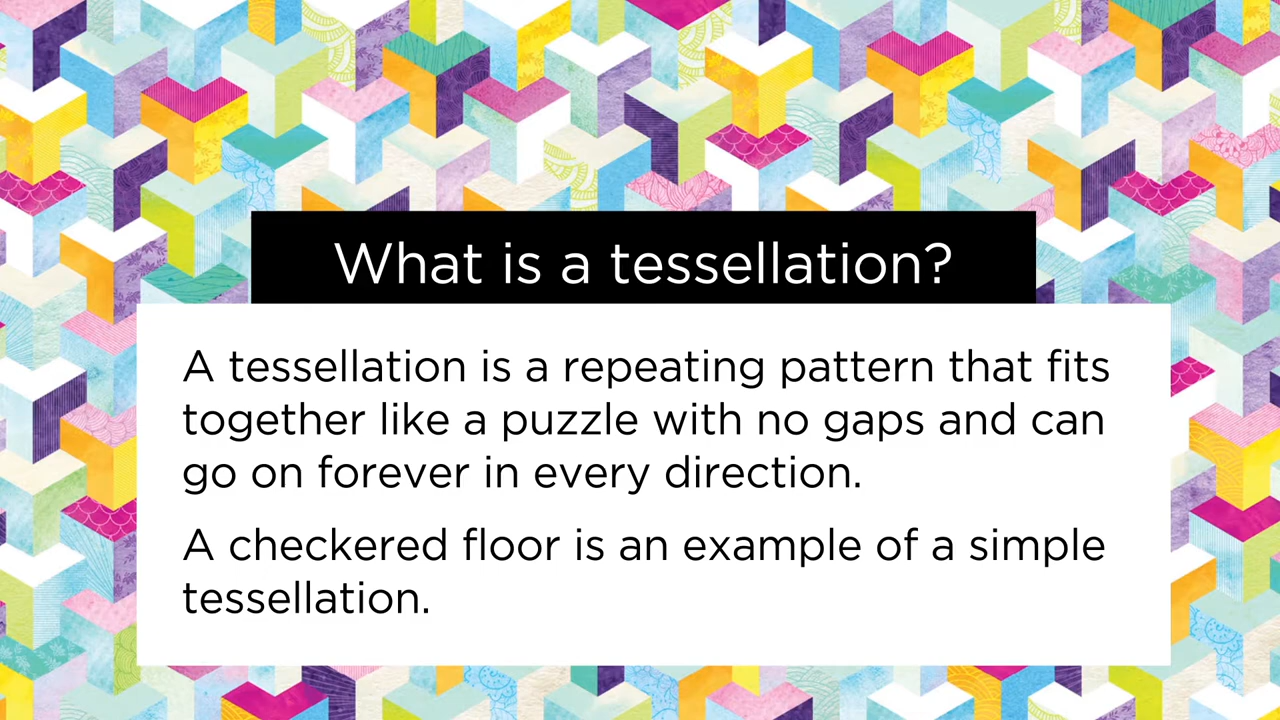 What is a tessellation?
A tessellation is a repeating pattern that fits
together like a puzzle with no gaps and can
go on forever in every direction.
A checkered floor is an example of a simple
tessellation.